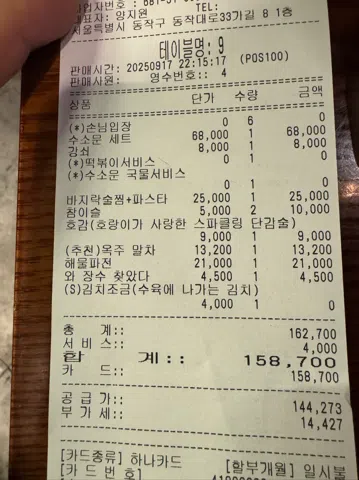 대표자: 양지원 TEL:
서울특별시 동작구 동작대로33가길 8 1층
테이블명: 9
판매시간: 20250917 22:15:17 (POS100)
판매사원: 영수번호:: 4
상품 단가 수량 금액
(*)손님입장 0 6 0
수소문 세트 68,000 1 68,000
강쇠 8,000 1 8,000
(*)떡볶이서비스 0 1 0
(*)수소문 국물서비스
0 1 0
바지락술찜+파스타 25,000 1 25,000
참이슬 5,000 2 10,000
호감(호랑이가 사랑한 스파클링 단감술)
9,000 1 9,000
(추천)옥주 말차 13,200 1 13,200
해물파전 21,000 1 21,000
와 장수 찾았다 4,500 1 4,500
(S)김치조금(수육에 나가는 김치)
4,000 1 0
총 계:: 162,700
서비스:: 4,000
합 계:: 158,700
카 드:: 158,700
공급가:: 144,273
부가세:: 14,427
[카드종류] 하나카드 [할부개월] 일시불
[카드번호]